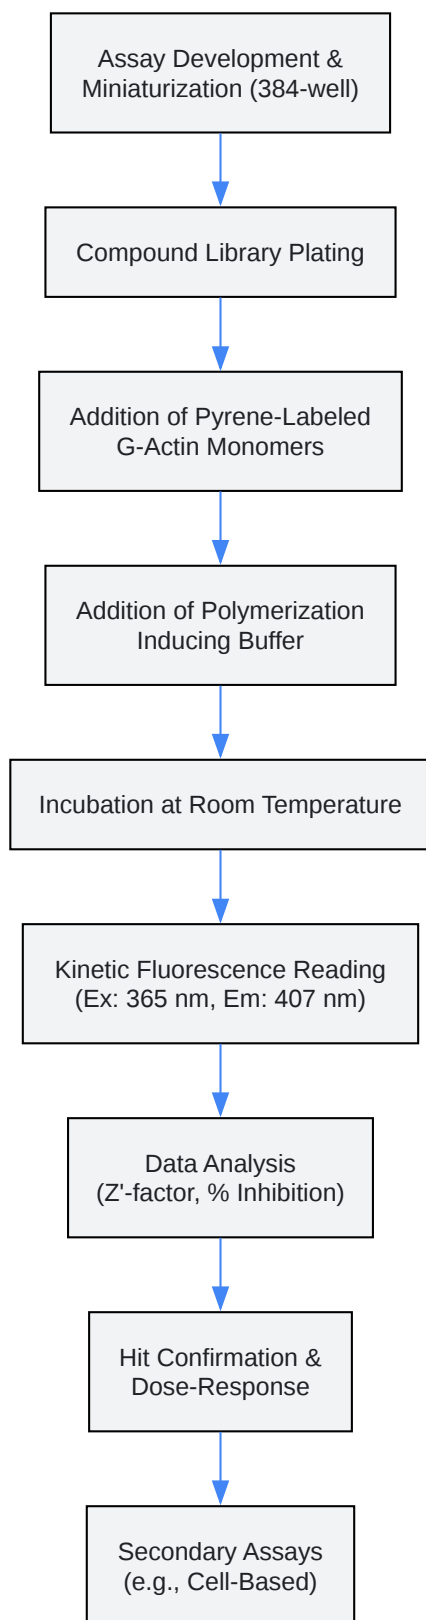 Assay Development &
Miniaturization (384-well)
Compound Library Plating
Addition of Pyrene-Labeled
G-Actin Monomers
Addition of Polymerization
Inducing Buffer
Incubation at Room Temperature
Kinetic Fluorescence Reading
(Ex: 365 nm, Em: 407 nm)
Data Analysis
(Z'-factor, % Inhibition)
Hit Confirmation &
Dose-Response
Secondary Assays
(e.g., Cell-Based)